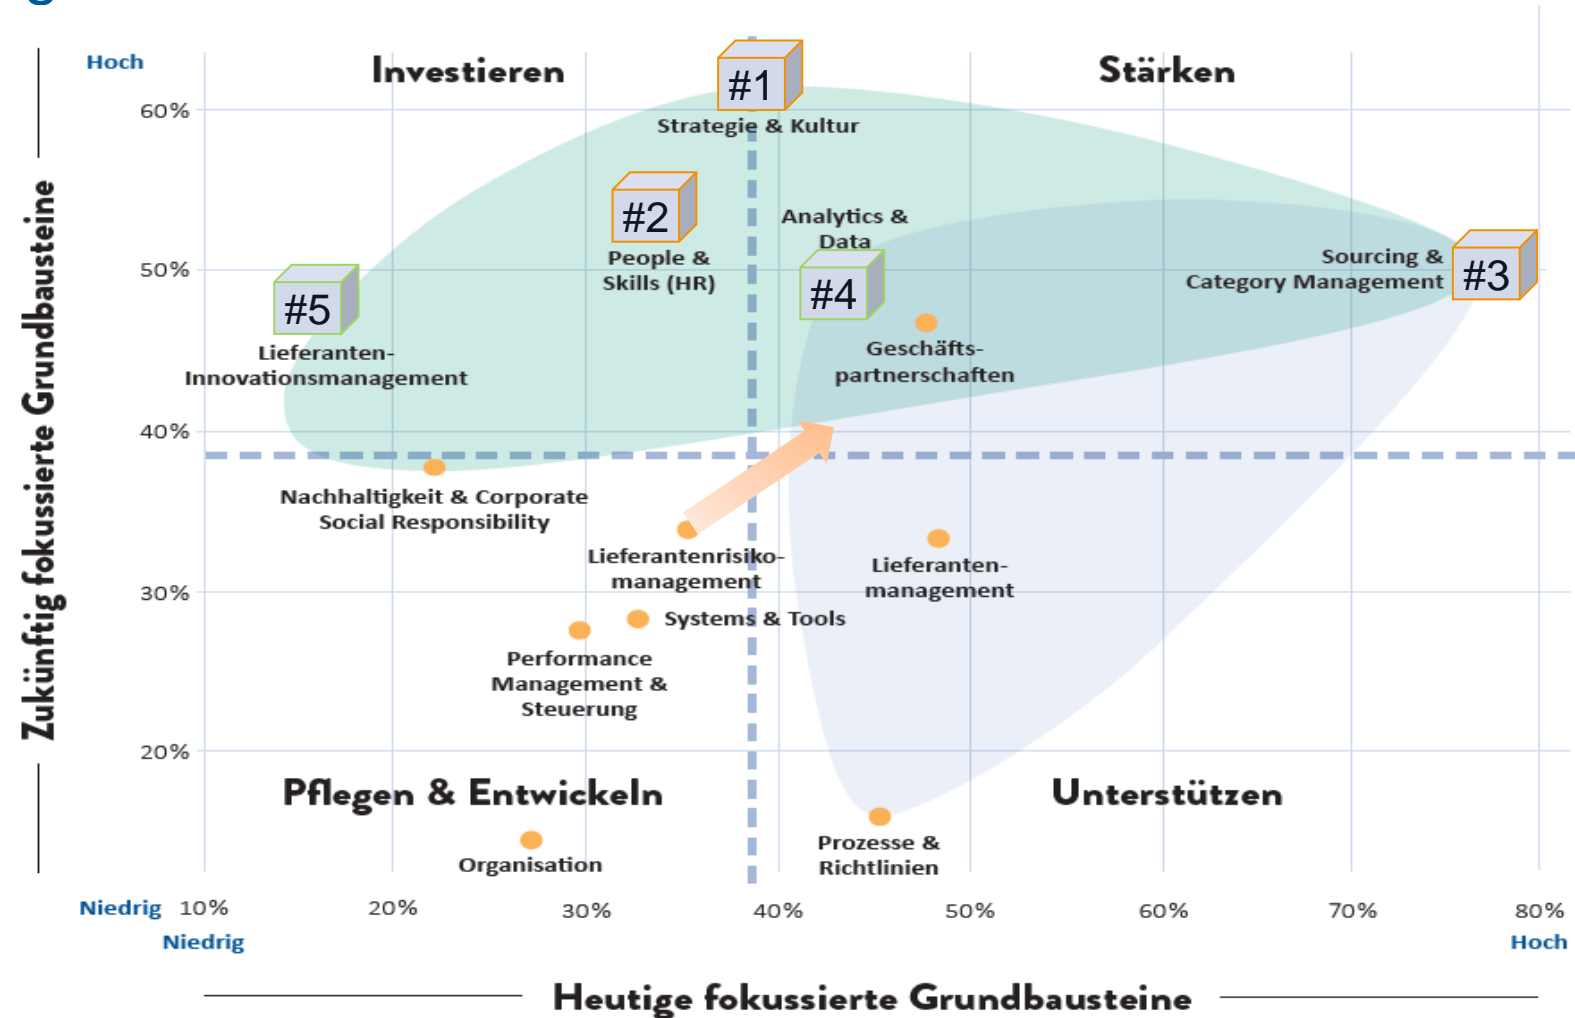 Hoch
Investieren
Stärken
#1
60%
Strategie & Kultur
#2
Analytics &
Data
People &
Skills (HR)
50%
Sourcing &
Category Management
#3
#4
#5
Geschäfts-
partnerschaften
Lieferanten-
Innovationsmanagement
40%
Nachhaltigkeit & Corporate
Social Responsibility
Lieferantenrisiko-
management
Lieferanten-
management
30%
Systems & Tools
Performance
Management &
Steuerung
20%
Pflegen & Entwickeln
Unterstützen
Organisation
Prozesse &
Richtlinien
Zukünftig fokussierte Grundbausteine
Niedrig 10% 20% 30% 40% 50% 60% 70% 80%
Niedrig
Hoch
Heutige fokussierte Grundbausteine